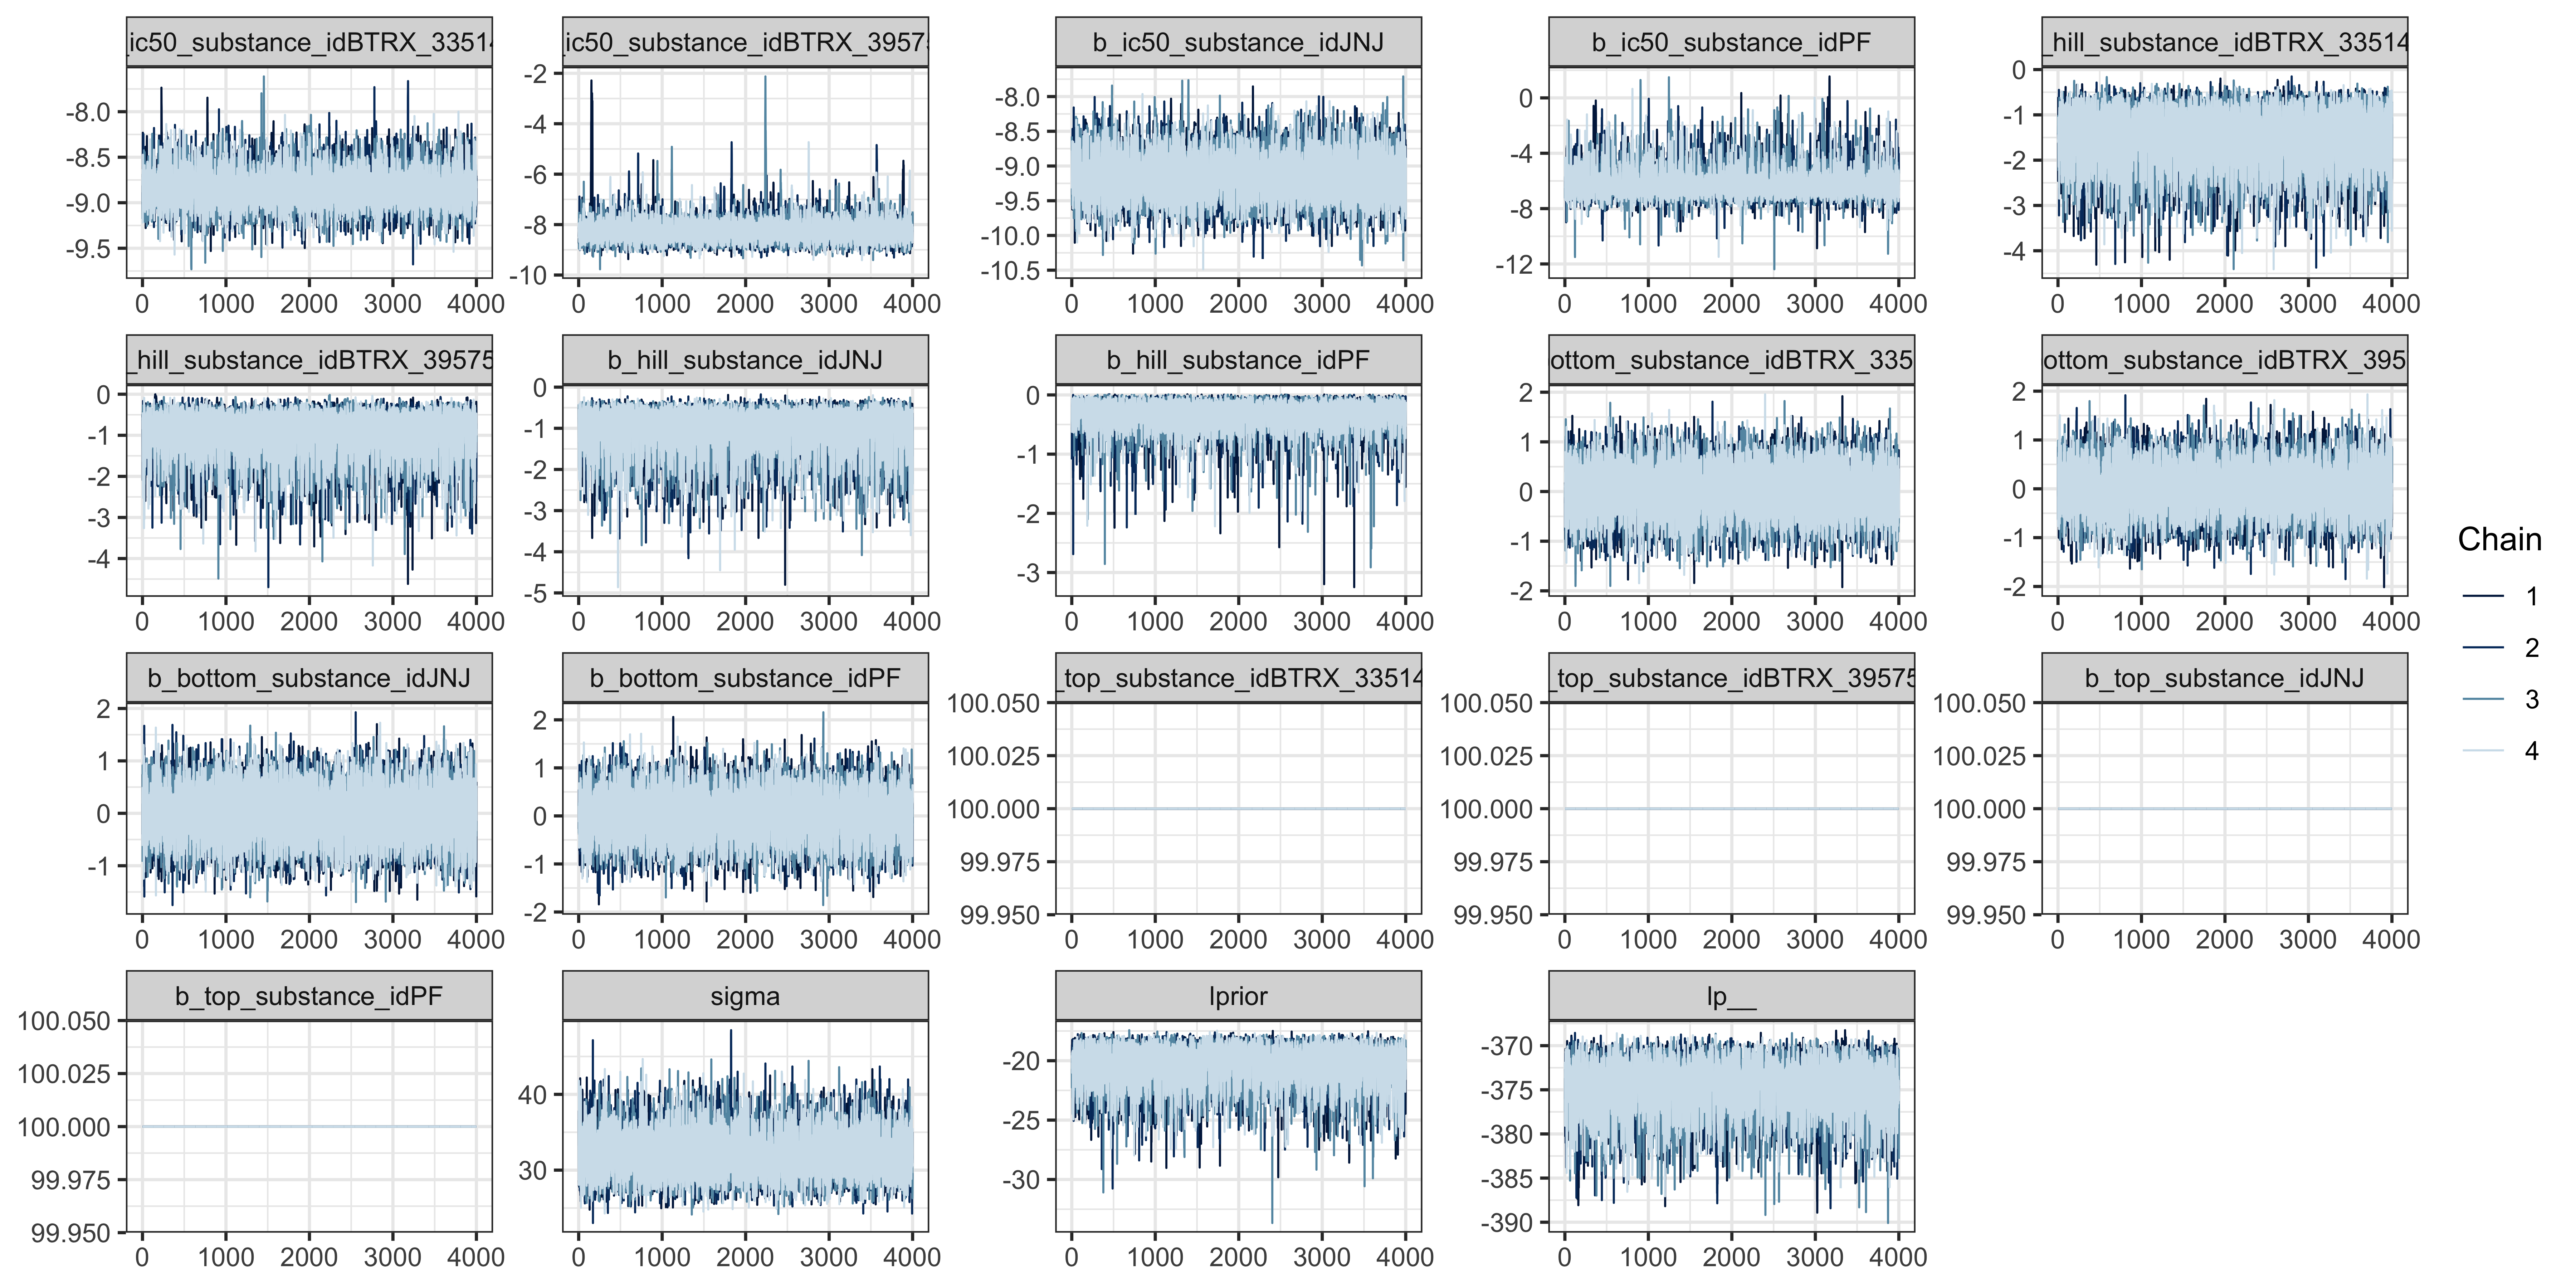 ic50_substance_idBTRX_33514
-8.0
-8.5
-9.0
-9.5
0 1000 2000 3000 4000
ic50_substance_idBTRX_39575
-2
-4
-6
-8
-10
0 1000 2000 3000 4000
b_ic50_substance_idJNJ
-8.0
-8.5
-9.0
-9.5
-10.0
-10.5
0 1000 2000 3000 4000
b_ic50_substance_idPF
0
-4
-8
-12
0 1000 2000 3000 4000
_hill_substance_idBTRX_33514
0
-1
-2
-3
-4
0 1000 2000 3000 4000
_hill_substance_idBTRX_39575
0
-1
-2
-3
-4
0 1000 2000 3000 4000
b_hill_substance_idJNJ
0
-1
-2
-3
-4
-5
0 1000 2000 3000 4000
b_hill_substance_idPF
0
-1
-2
-3
0 1000 2000 3000 4000
ottom_substance_idBTRX_335
2
1
0
-1
-2
0 1000 2000 3000 4000
ottom_substance_idBTRX_395
2
1
0
-1
-2
0 1000 2000 3000 4000
b_bottom_substance_idJNJ
2
1
0
-1
0 1000 2000 3000 4000
b_bottom_substance_idPF
2
1
0
-1
-2
0 1000 2000 3000 4000
_top_substance_idBTRX_33514
100.050
100.025
100.000
99.975
99.950
0 1000 2000 3000 4000
_top_substance_idBTRX_39575
100.050
100.025
100.000
99.975
99.950
0 1000 2000 3000 4000
b_top_substance_idJNJ
100.050
100.025
100.000
99.975
99.950
0 1000 2000 3000 4000
b_top_substance_idPF
100.050
100.025
100.000
99.975
99.950
0 1000 2000 3000 4000
sigma
40
30
0 1000 2000 3000 4000
lprior
-20
-25
-30
0 1000 2000 3000 4000
lp__
-370
-375
-380
-385
-390
0 1000 2000 3000 4000
Chain
1
2
3
4